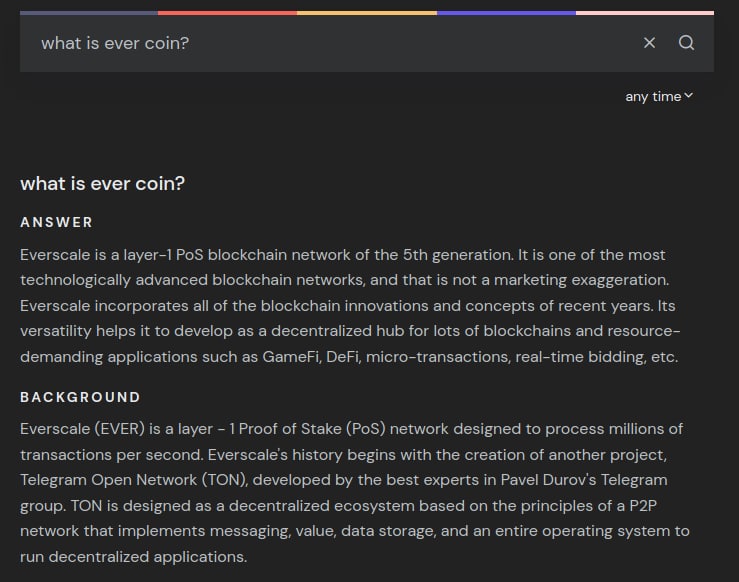 what is ever coin?
any time
what is ever coin?
ANSWER
Everscale is a layer-1 PoS blockchain network of the 5th generation. It is one of the most
technologically advanced blockchain networks, and that is not a marketing exaggeration.
Everscale incorporates all of the blockchain innovations and concepts of recent years. Its
versatility helps it to develop as a decentralized hub for lots of blockchains and resource-
demanding applications such as GameFi, DeFi, micro-transactions, real-time bidding, etc.
BACKGROUND
Everscale (EVER) is a layer - 1 Proof of Stake (PoS) network designed to process millions of
transactions per second. Everscale's history begins with the creation of another project,
Telegram Open Network (TON), developed by the best experts in Pavel Durov's Telegram
group. TON is designed as a decentralized ecosystem based on the principles of a P2P
network that implements messaging, value, data storage, and an entire operating system to
run decentralized applications.